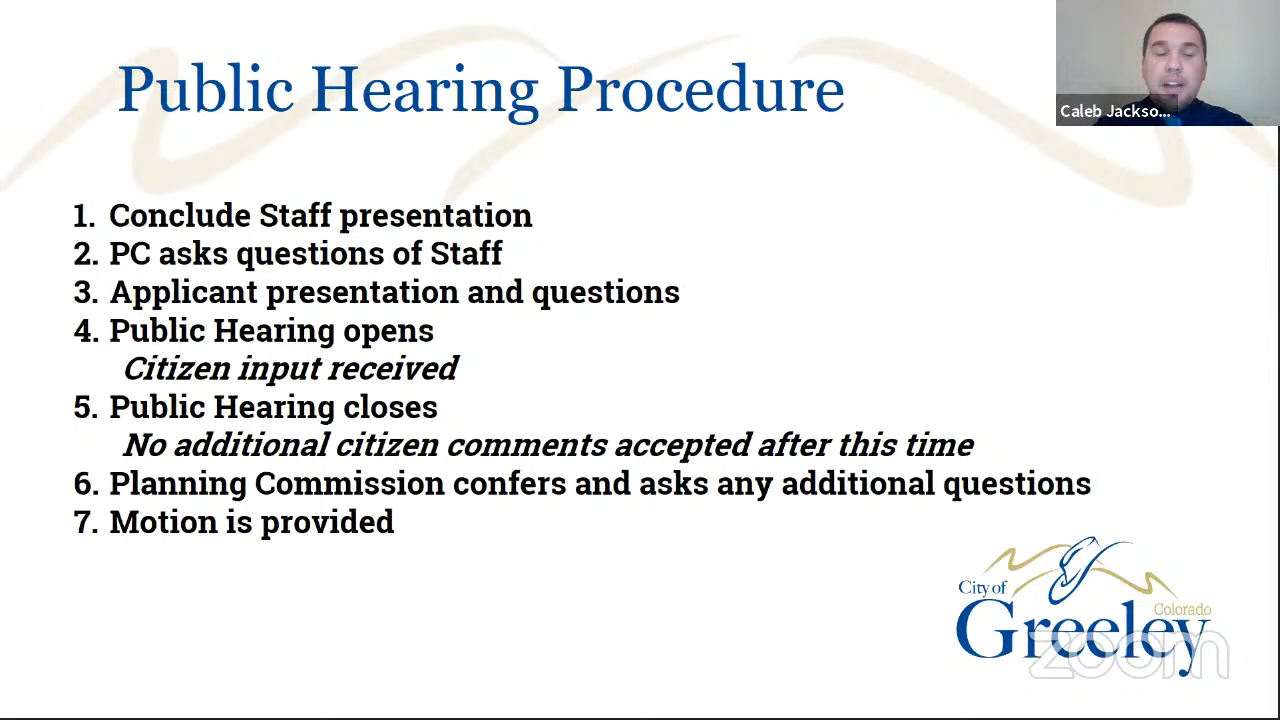 Public Hearing Procedure
Caleb Jackso...
1. Conclude Staff presentation
2. PC asks questions of Staff
3. Applicant presentation and questions
4. Public Hearing opens
Citizen input received
5. Public Hearing closes
No additional citizen comments accepted after this time
6. Planning Commission confers and asks any additional questions
7. Motion is provided
City of
Colorado
Greeley
zoom